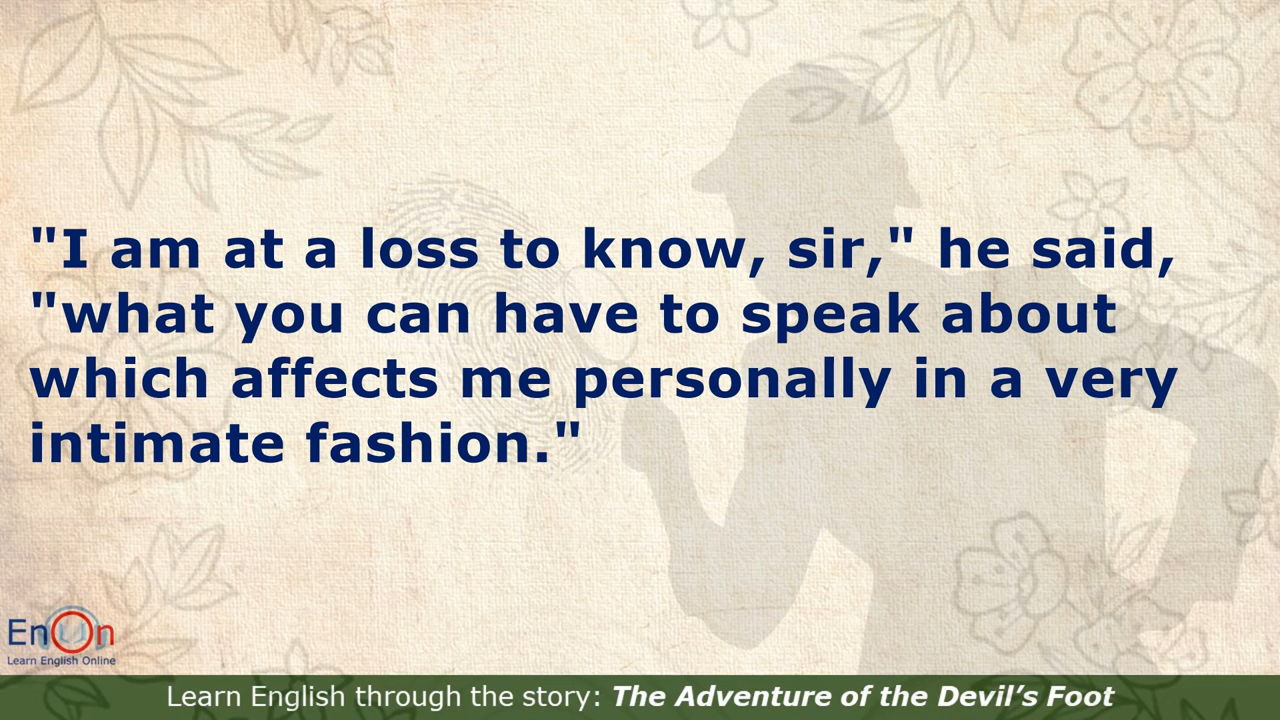 "I am at a loss to know, sir," he said,
"what you can have to speak about
which affects me personally in a very
intimate fashion."
EnOn
Learn English Online
Learn English through the story: The Adventure of the Devil’s Foot